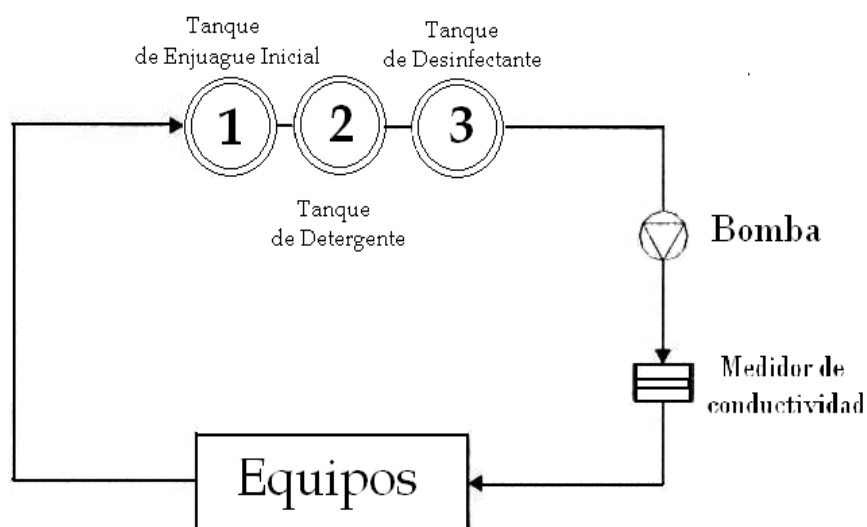 Tanque
de Enjuague Inicial
Tanque
de Desinfectante
1
2
3
Tanque
de Detergente
Bomba
Medidor de
conductividad
Equipos